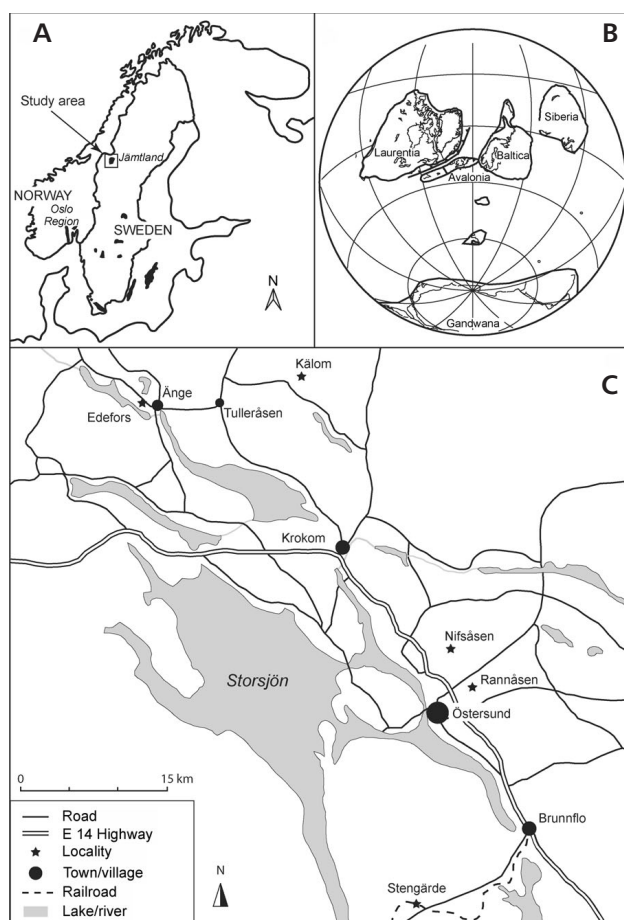 A
Study area
Jämtland
NORWAY
Oslo
Region
SWEDEN
N
B
Siberia
Laurentia
Baltica
Avalonia
Gandwana
C
Kälom
Änge
Edefors
Tulleråsen
Krokom
Nifsåsen
Rannåsen
Storsjön
Östersund
0
15 km
Brunnflo
Road
E 14 Highway
Locality
Town/village
Railroad
Lake/river
N
Stengärde